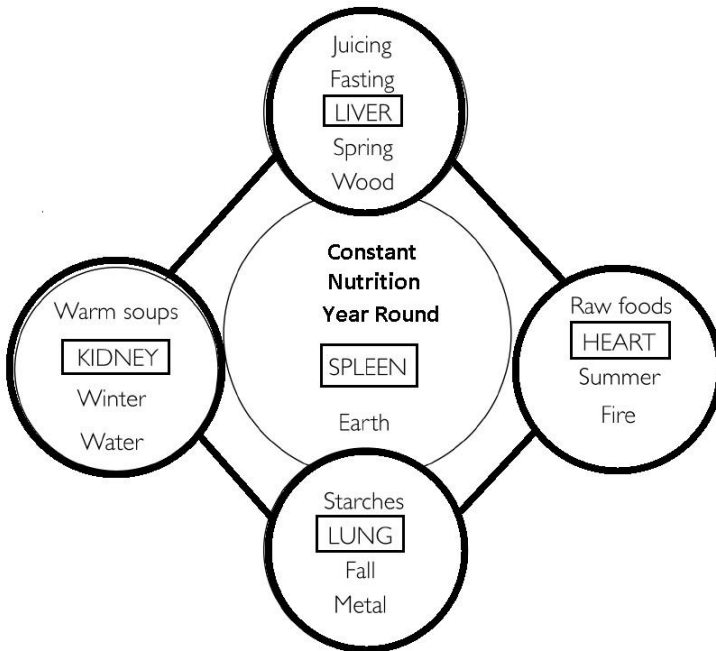 Juicing
Fasting
LIVER
Spring
Wood
Constant
Nutrition
Year Round
SPLEEN
Earth
Warm soups
KIDNEY
Winter
Water
Raw foods
HEART
Summer
Fire
Starches
LUNG
Fall
Metal